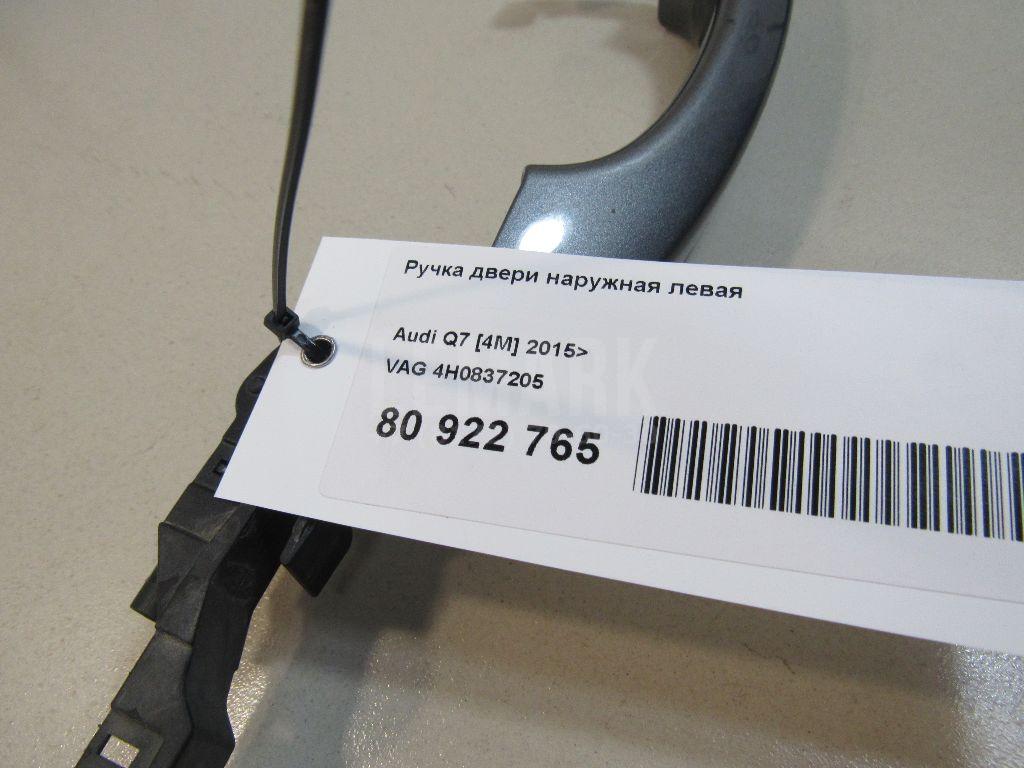 Ручка двери наружная левая
Audi Q7 [4M] 2015>
VAG 4H0837205
80 922 765